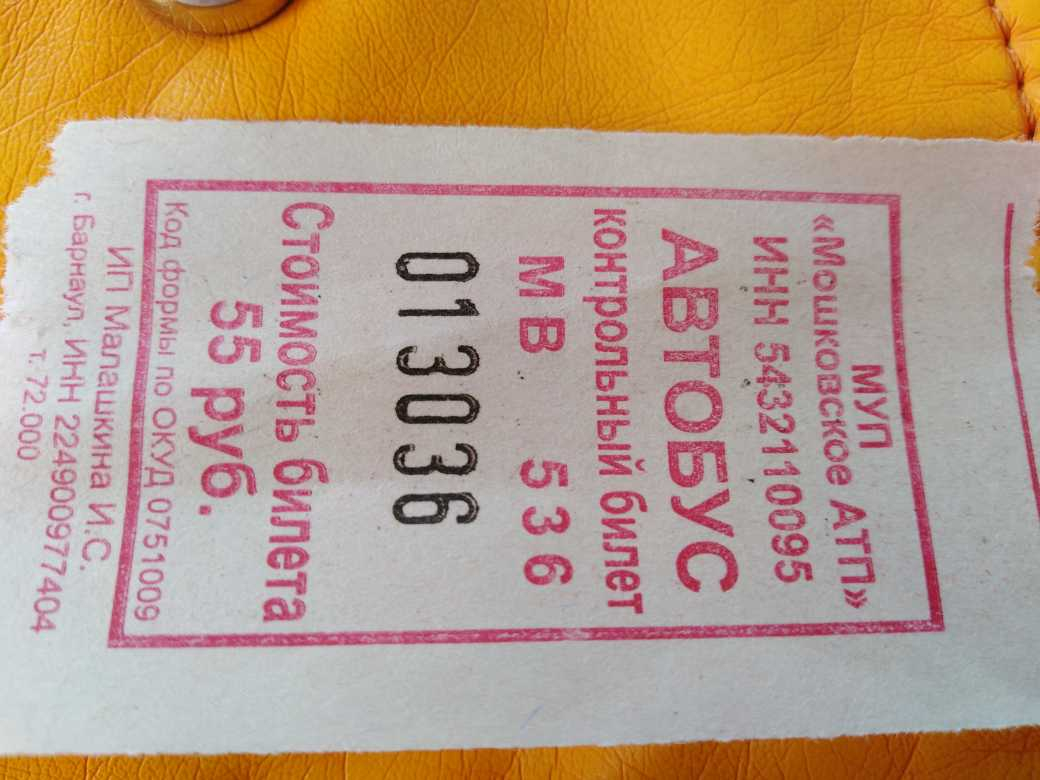 МУП
«Мошковское АТП»
ИНН 5432110095
АВТОБУС
контрольный билет
МВ 536
013036
Стоимость билета
55 руб.
Код формы по ОКУД 0751009
ИП Малашкина И.С.
г. Барнаул, ИНН 224900977404
т. 72.000